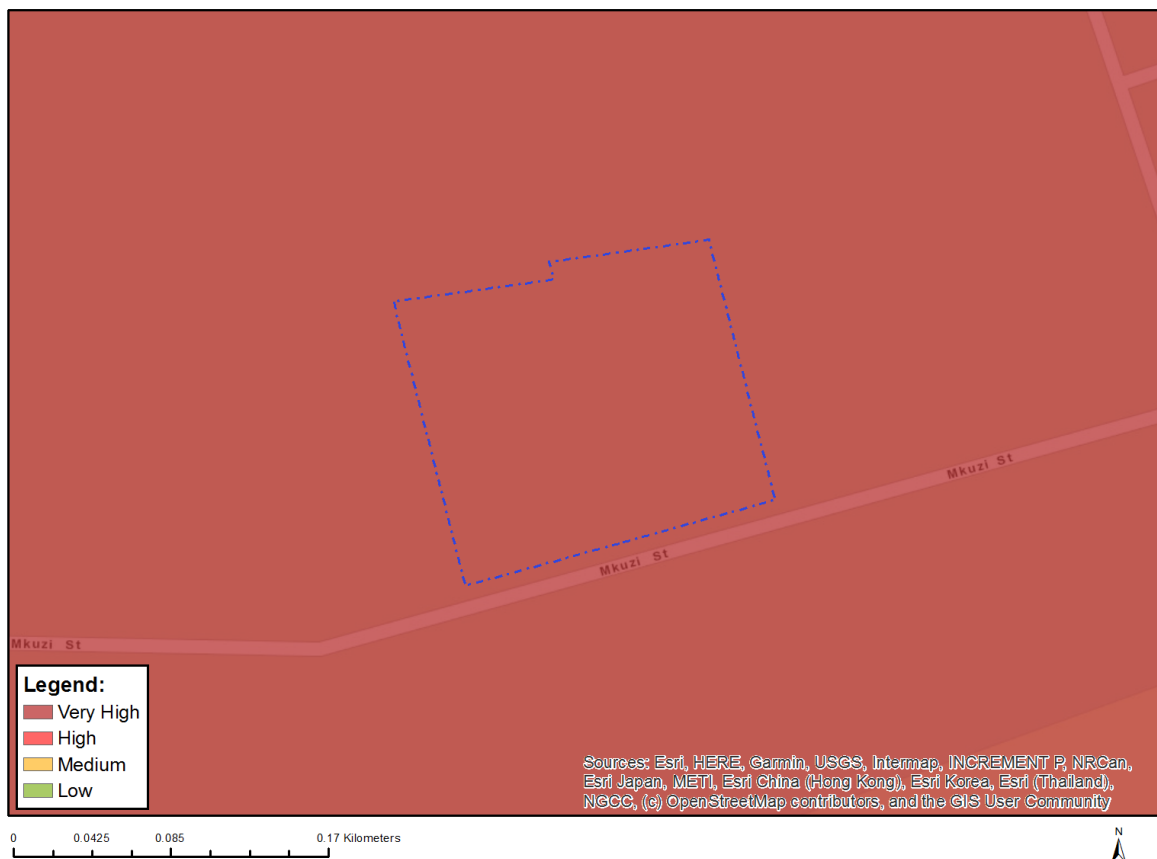 Mkuzi St
Mkuzi St
Mkuzi St
Legend:
Very High
High
Medium
Low
Sources: Esri, HERE, Garmin, USGS, Intermap, INCREMENT P, NRCan,
Esri Japan, METI, Esri China (Hong Kong), Esri Korea, Esri (Thailand),
NGCC, (c) OpenStreetMap contributors, and the GIS User Community
0 0.0425 0.085 0.17 Kilometers
N